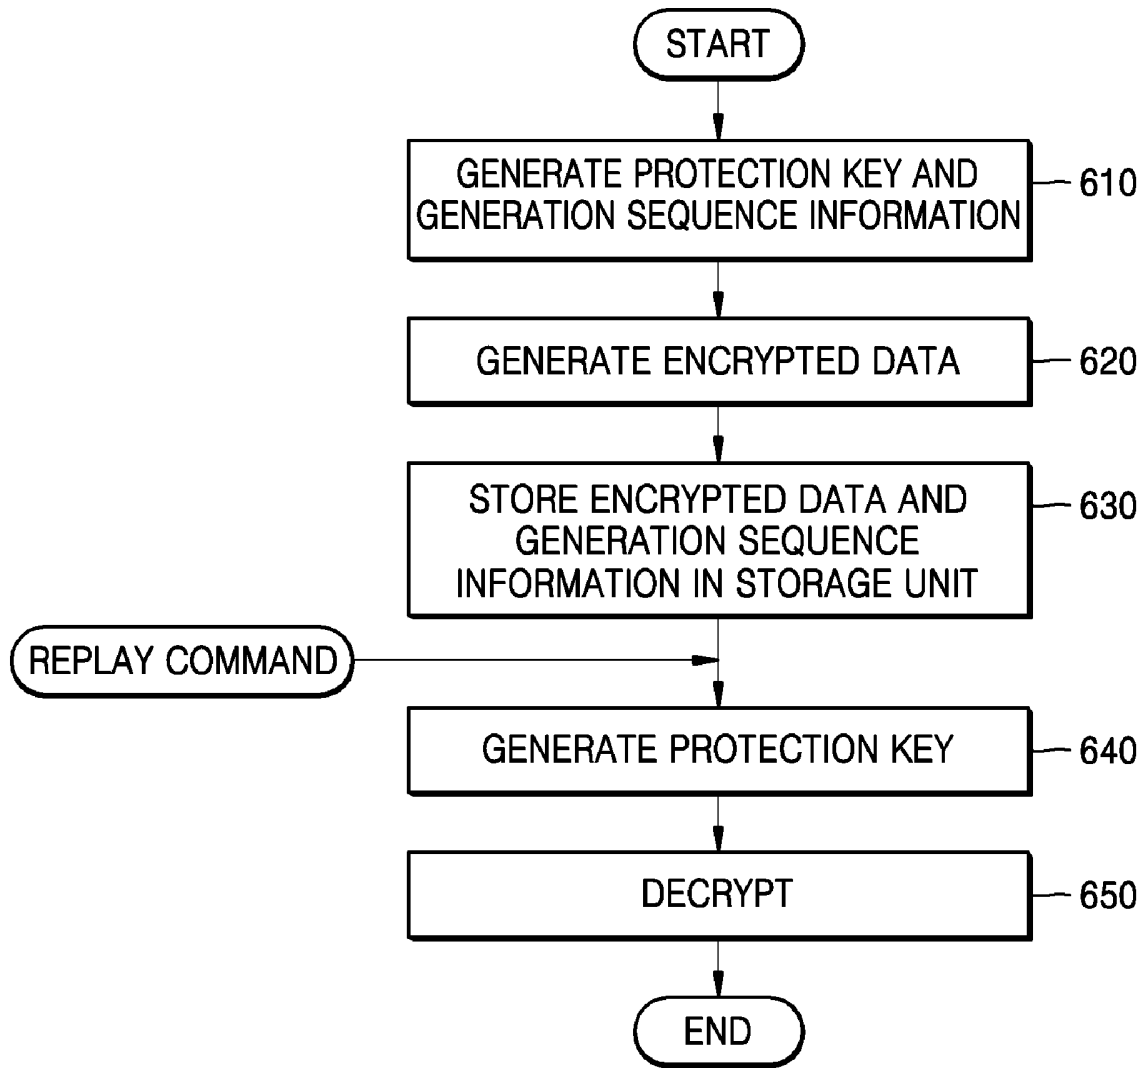 START
GENERATE PROTECTION KEY AND
GENERATION SEQUENCE INFORMATION
610
GENERATE ENCRYPTED DATA
620
STORE ENCRYPTED DATA AND
GENERATION SEQUENCE
INFORMATION IN STORAGE UNIT
630
REPLAY COMMAND
GENERATE PROTECTION KEY
640
DECRYPT
650
END